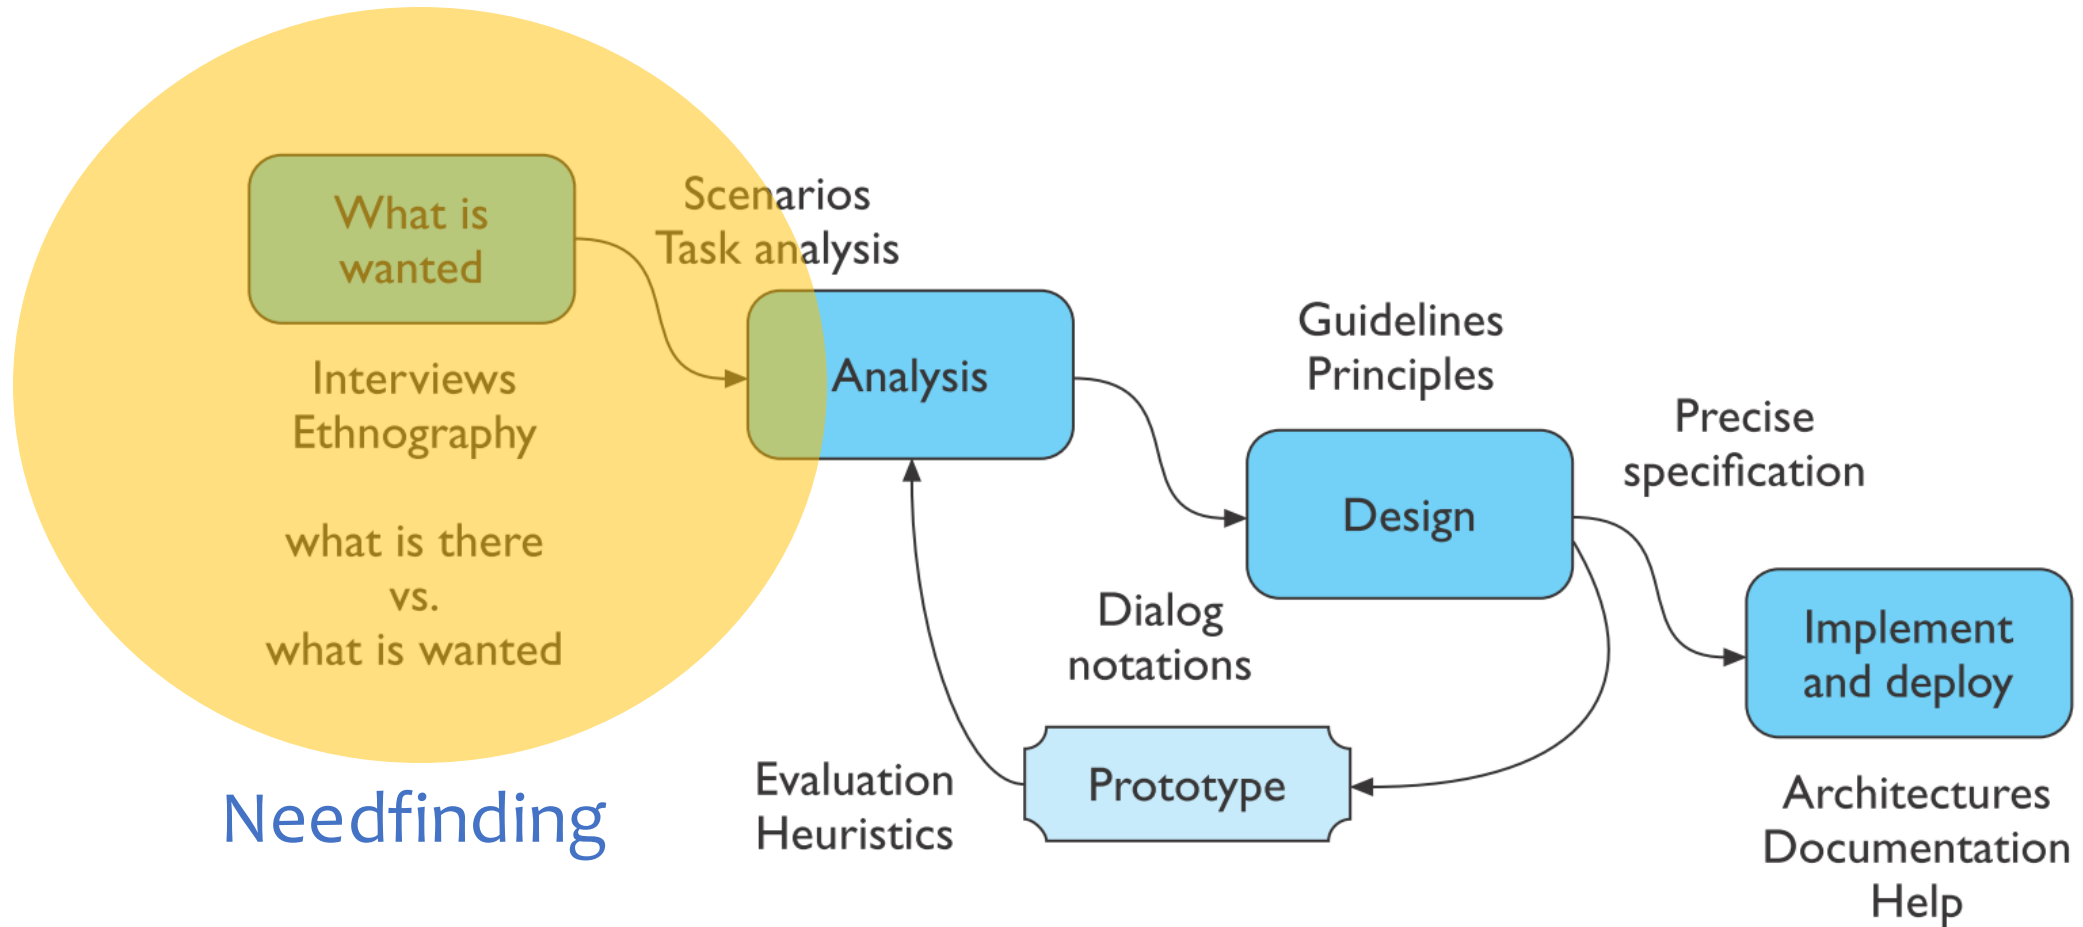 What is
wanted
Interviews
Ethnography
what is there
vs.
what is wanted
Needfinding
Scenarios
Task analysis
Analysis
Guidelines
Principles
Design
Precise
specification
Dialog
notations
Prototype
Evaluation
Heuristics
Implement
and deploy
Architectures
Documentation
Help